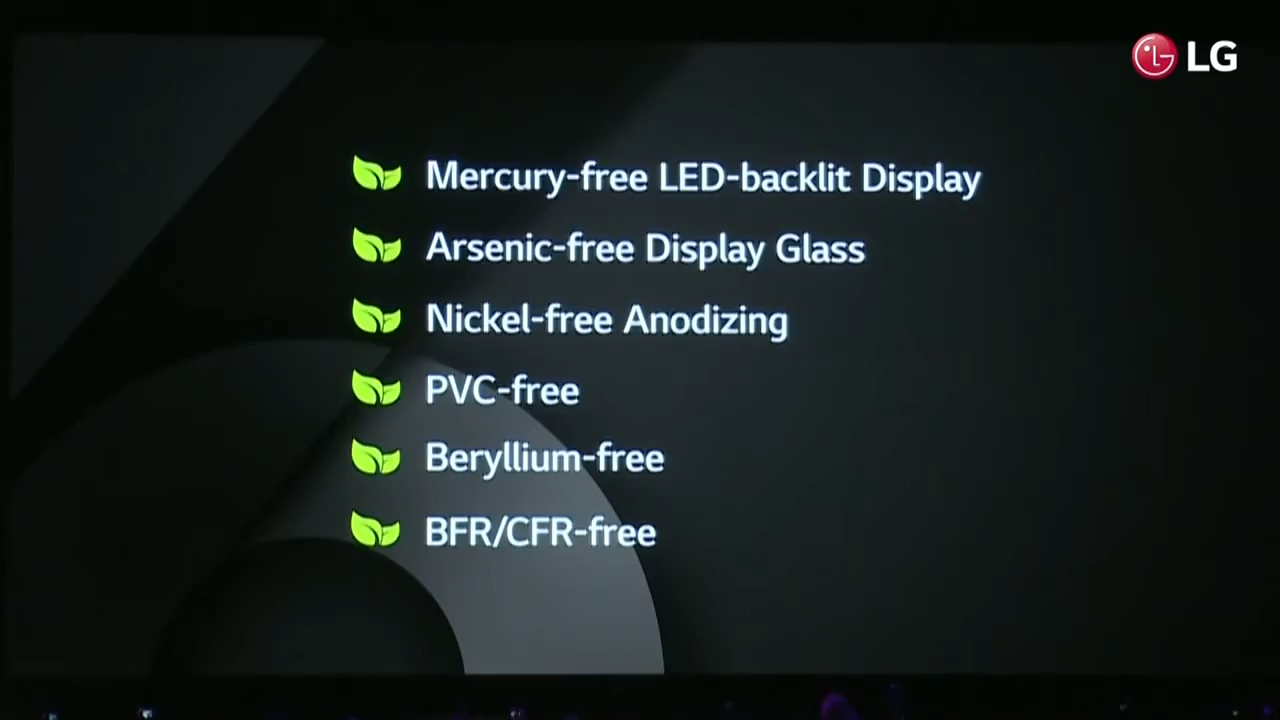 LG
Mercury-free LED-backlit Display
Arsenic-free Display Glass
Nickel-free Anodizing
PVC-free
Beryllium-free
BFR/CFR-free